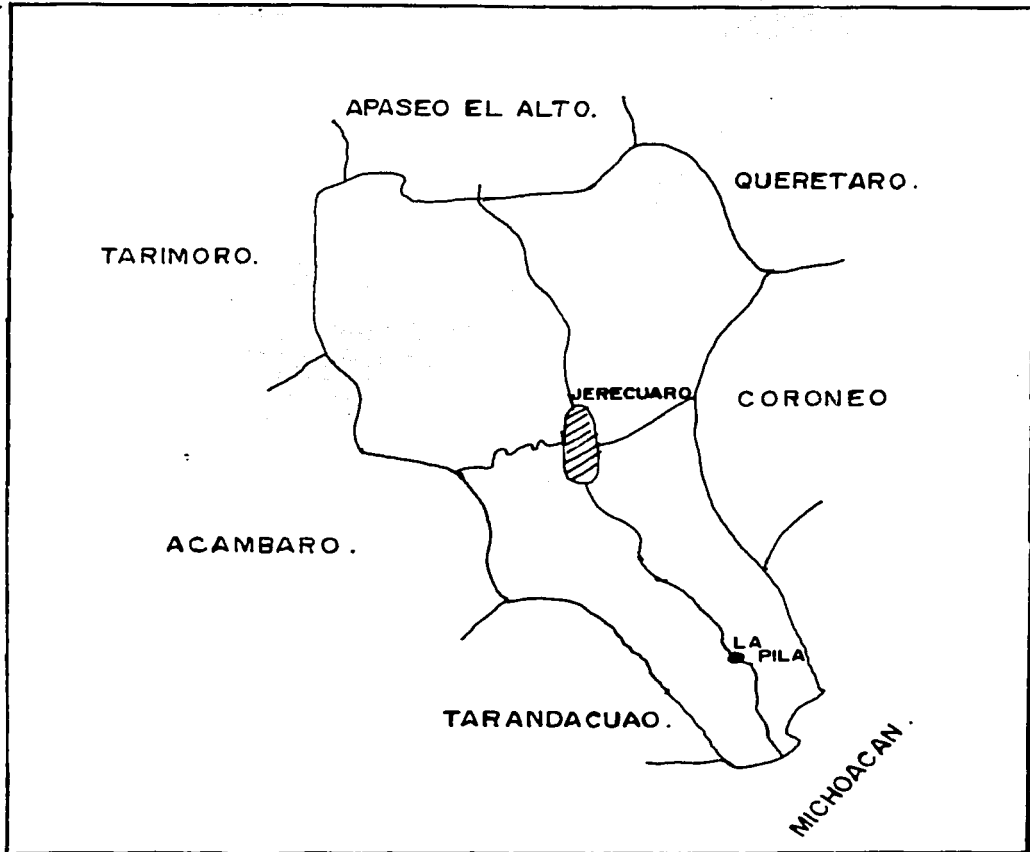 APASEO EL ALTO.
QUERETARO.
TARIMORO.
JERECUARO
CORONEO
ACAMBARO.
LA
PILA
TARANDACUAO.
MICHOACAN.